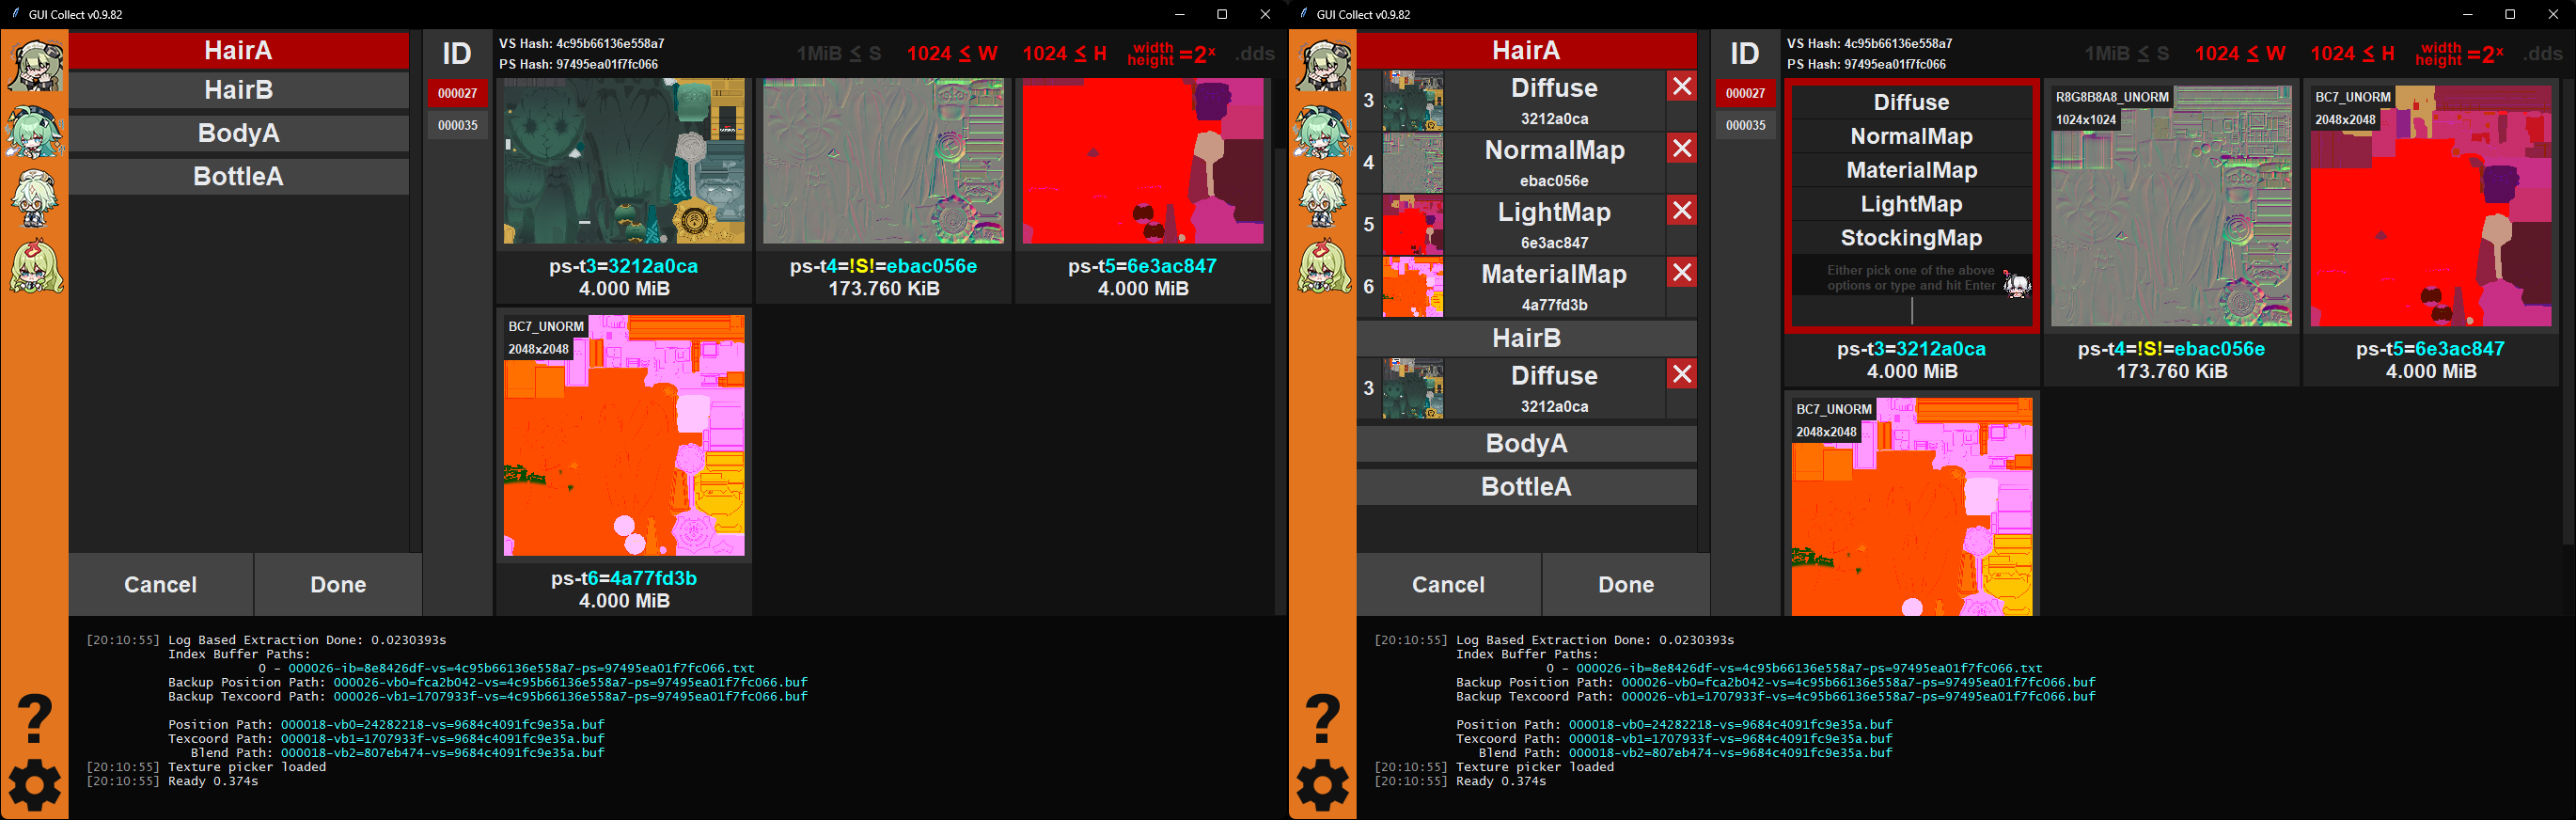 GUI Collect v0.9.82
HairA
HairB
BodyA
BottleA
Cancel
Done
ID
000027
000035
VS Hash: 4c95b66136e558a7
PS Hash: 97495ea01f7fc066
1MiB ≤ S
1024 ≤ W
1024 ≤ H
width
height =2ˣ
.dds
ps-t3=3212a0ca
4.000 MiB
ps-t4=!S!=ebac056e
173.760 KiB
ps-t5=6e3ac847
4.000 MiB
BC7_UNORM
2048x2048
ps-t6=4a77fd3b
4.000 MiB
?
[20:10:55] Log Based Extraction Done: 0.0230393s
Index Buffer Paths:
0 - 000026-ib=8e8426df-vs=4c95b66136e558a7-ps=97495ea01f7fc066.txt
Backup Position Path: 000026-vb0=fca2b042-vs=4c95b66136e558a7-ps=97495ea01f7fc066.buf
Backup Texcoord Path: 000026-vb1=1707933f-vs=4c95b66136e558a7-ps=97495ea01f7fc066.buf
Position Path: 000018-vb0=24282218-vs=9684c4091fc9e35a.buf
Texcoord Path: 000018-vb1=1707933f-vs=9684c4091fc9e35a.buf
Blend Path: 000018-vb2=807eb474-vs=9684c4091fc9e35a.buf
[20:10:55] Texture picker loaded
[20:10:55] Ready 0.374s
GUI Collect v0.9.82
HairA
3
Diffuse
3212a0ca
4
NormalMap
ebac056e
5
LightMap
6e3ac847
6
MaterialMap
4a77fd3b
HairB
3
Diffuse
3212a0ca
BodyA
BottleA
Cancel
Done
ID
000027
000035
VS Hash: 4c95b66136e558a7
PS Hash: 97495ea01f7fc066
1MiB ≤ S
1024 ≤ W
1024 ≤ H
width
height =2ˣ
.dds
Diffuse
NormalMap
MaterialMap
LightMap
StockingMap
Either pick one of the above
options or type and hit Enter
ps-t3=3212a0ca
4.000 MiB
R8G8B8A8_UNORM
1024x1024
ps-t4=!S!=ebac056e
173.760 KiB
BC7_UNORM
2048x2048
ps-t5=6e3ac847
4.000 MiB
BC7_UNORM
2048x2048
?
[20:10:55] Log Based Extraction Done: 0.0230393s
Index Buffer Paths:
0 - 000026-ib=8e8426df-vs=4c95b66136e558a7-ps=97495ea01f7fc066.txt
Backup Position Path: 000026-vb0=fca2b042-vs=4c95b66136e558a7-ps=97495ea01f7fc066.buf
Backup Texcoord Path: 000026-vb1=1707933f-vs=4c95b66136e558a7-ps=97495ea01f7fc066.buf
Position Path: 000018-vb0=24282218-vs=9684c4091fc9e35a.buf
Texcoord Path: 000018-vb1=1707933f-vs=9684c4091fc9e35a.buf
Blend Path: 000018-vb2=807eb474-vs=9684c4091fc9e35a.buf
[20:10:55] Texture picker loaded
[20:10:55] Ready 0.374s